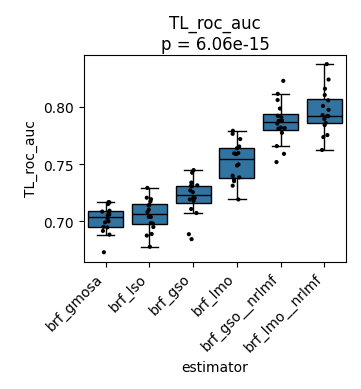 TL_roc_auc
p = 6.06e-15
TL_roc_auc
0.80
0.75
0.70
brf_gmosa
brf_lso
brf_gso
brf_lmo
brf_gso__nrlmf
brf_lmo__nrlmf
estimator